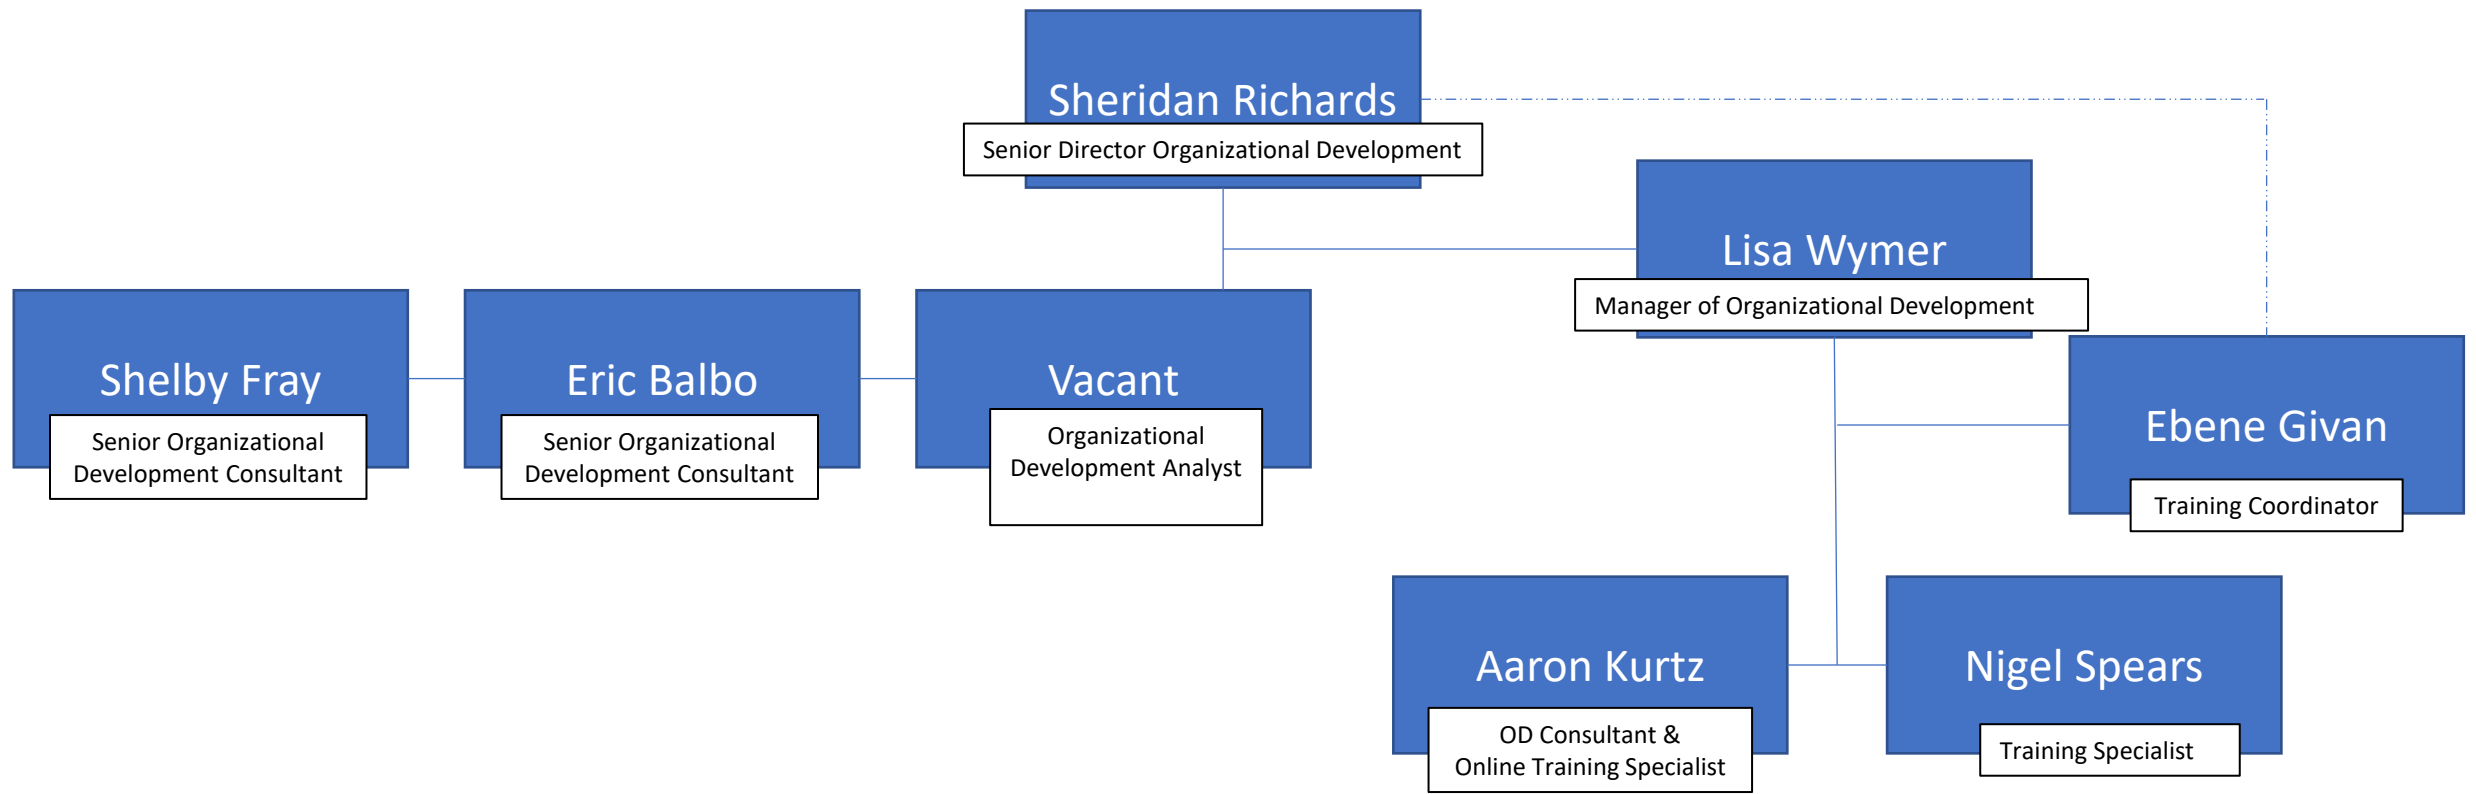 Sheridan Richards
Senior Director Organizational Development
Lisa Wymer
Manager of Organizational Development
Shelby Fray
Senior Organizational
Development Consultant
Eric Balbo
Senior Organizational
Development Consultant
Vacant
Organizational
Development Analyst
Ebene Givan
Training Coordinator
Aaron Kurtz
OD Consultant &
Online Training Specialist
Nigel Spears
Training Specialist